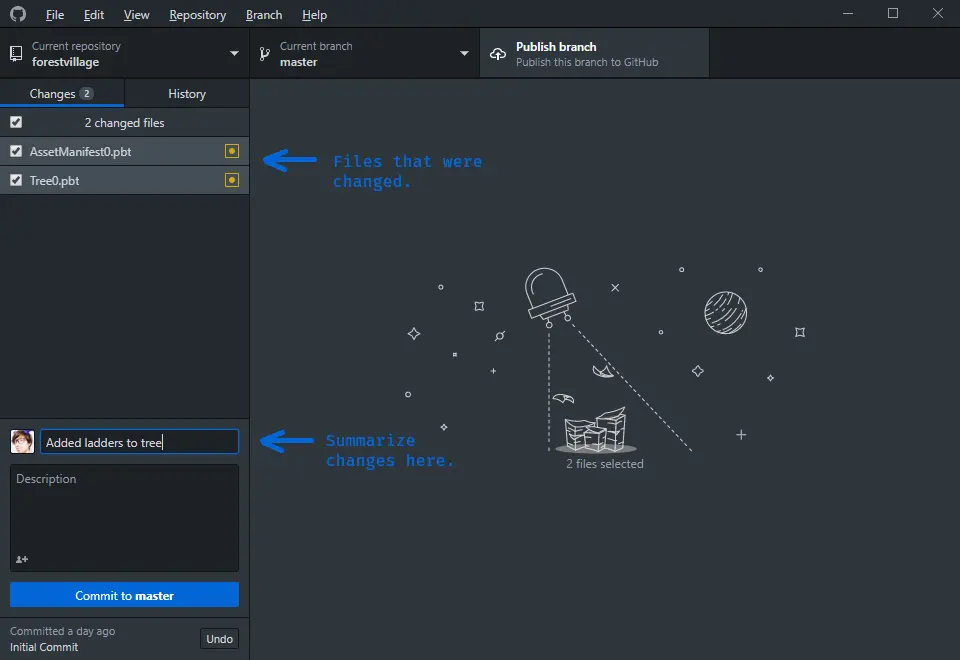 File Edit View Repository Branch Help
Current repository
forestvillage
Current branch
master
Publish branch
Publish this branch to GitHub
Changes 2
History
2 changed files
AssetManifest0.pbt
Tree0.pbt
Files that were
changed.
2 files selected
Added ladders to tree
Summarize
changes here.
Description
Commit to master
Committed a day ago
Initial Commit
Undo